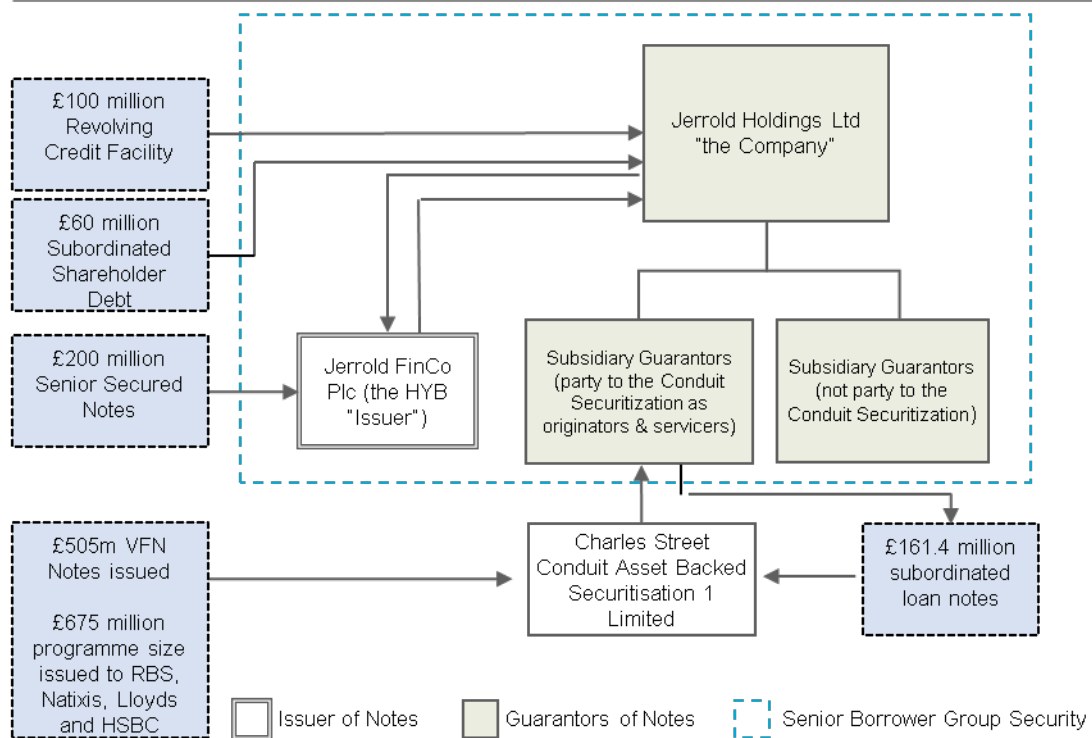 £100 million
Revolving
Credit Facility
Jerrold Holdings Ltd
"the Company"
£60 million
Subordinated
Shareholder
Debt
£200 million
Senior Secured
Notes
Jerrold FinCo
Plc (the HYB
"Issuer")
Subsidiary Guarantors
(party to the Conduit
Securitization as
originators & servicers)
Subsidiary Guarantors
(not party to the
Conduit Securitization)
£505m VFN
Notes issued
£675 million
programme size
issued to RBS,
Natixis, Lloyds
and HSBC
Charles Street
Conduit Asset Backed
Securitisation 1
Limited
£161.4 million
subordinated
loan notes
Issuer of Notes
Guarantors of Notes
Senior Borrower Group Security